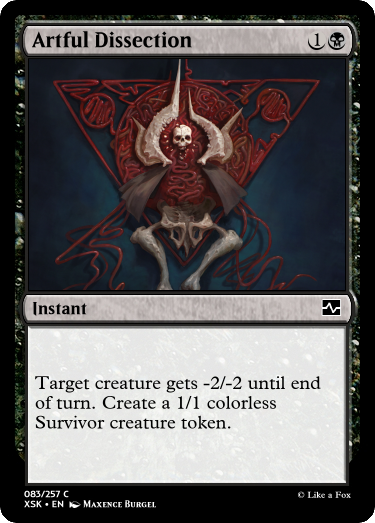 Artful Dissection 1
Instant
Target creature gets -2/-2 until end
of turn. Create a 1/1 colorless
Survivor creature token.
083/257 C
XSK • EN Maxence Burgel
© Like a Fox